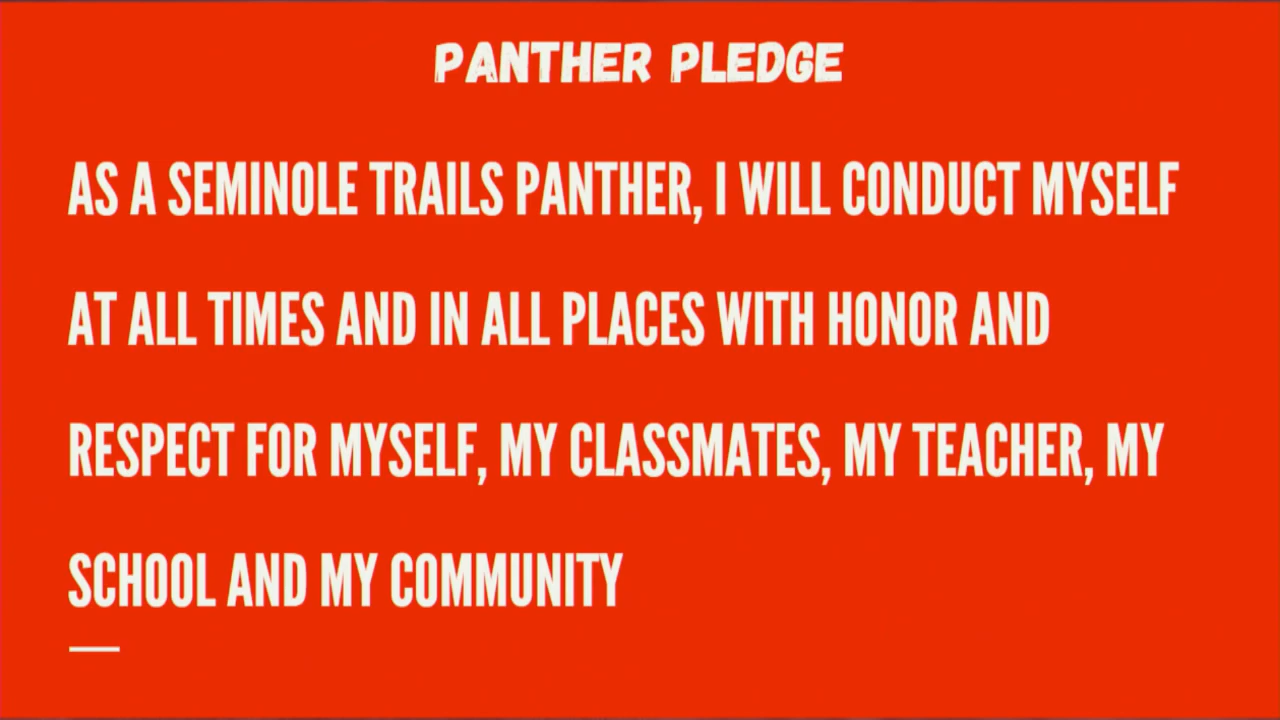 PANTHER PLEDGE
AS A SEMINOLE TRAILS PANTHER, I WILL CONDUCT MYSELF
AT ALL TIMES AND IN ALL PLACES WITH HONOR AND
RESPECT FOR MYSELF, MY CLASSMATES, MY TEACHER, MY
SCHOOL AND MY COMMUNITY